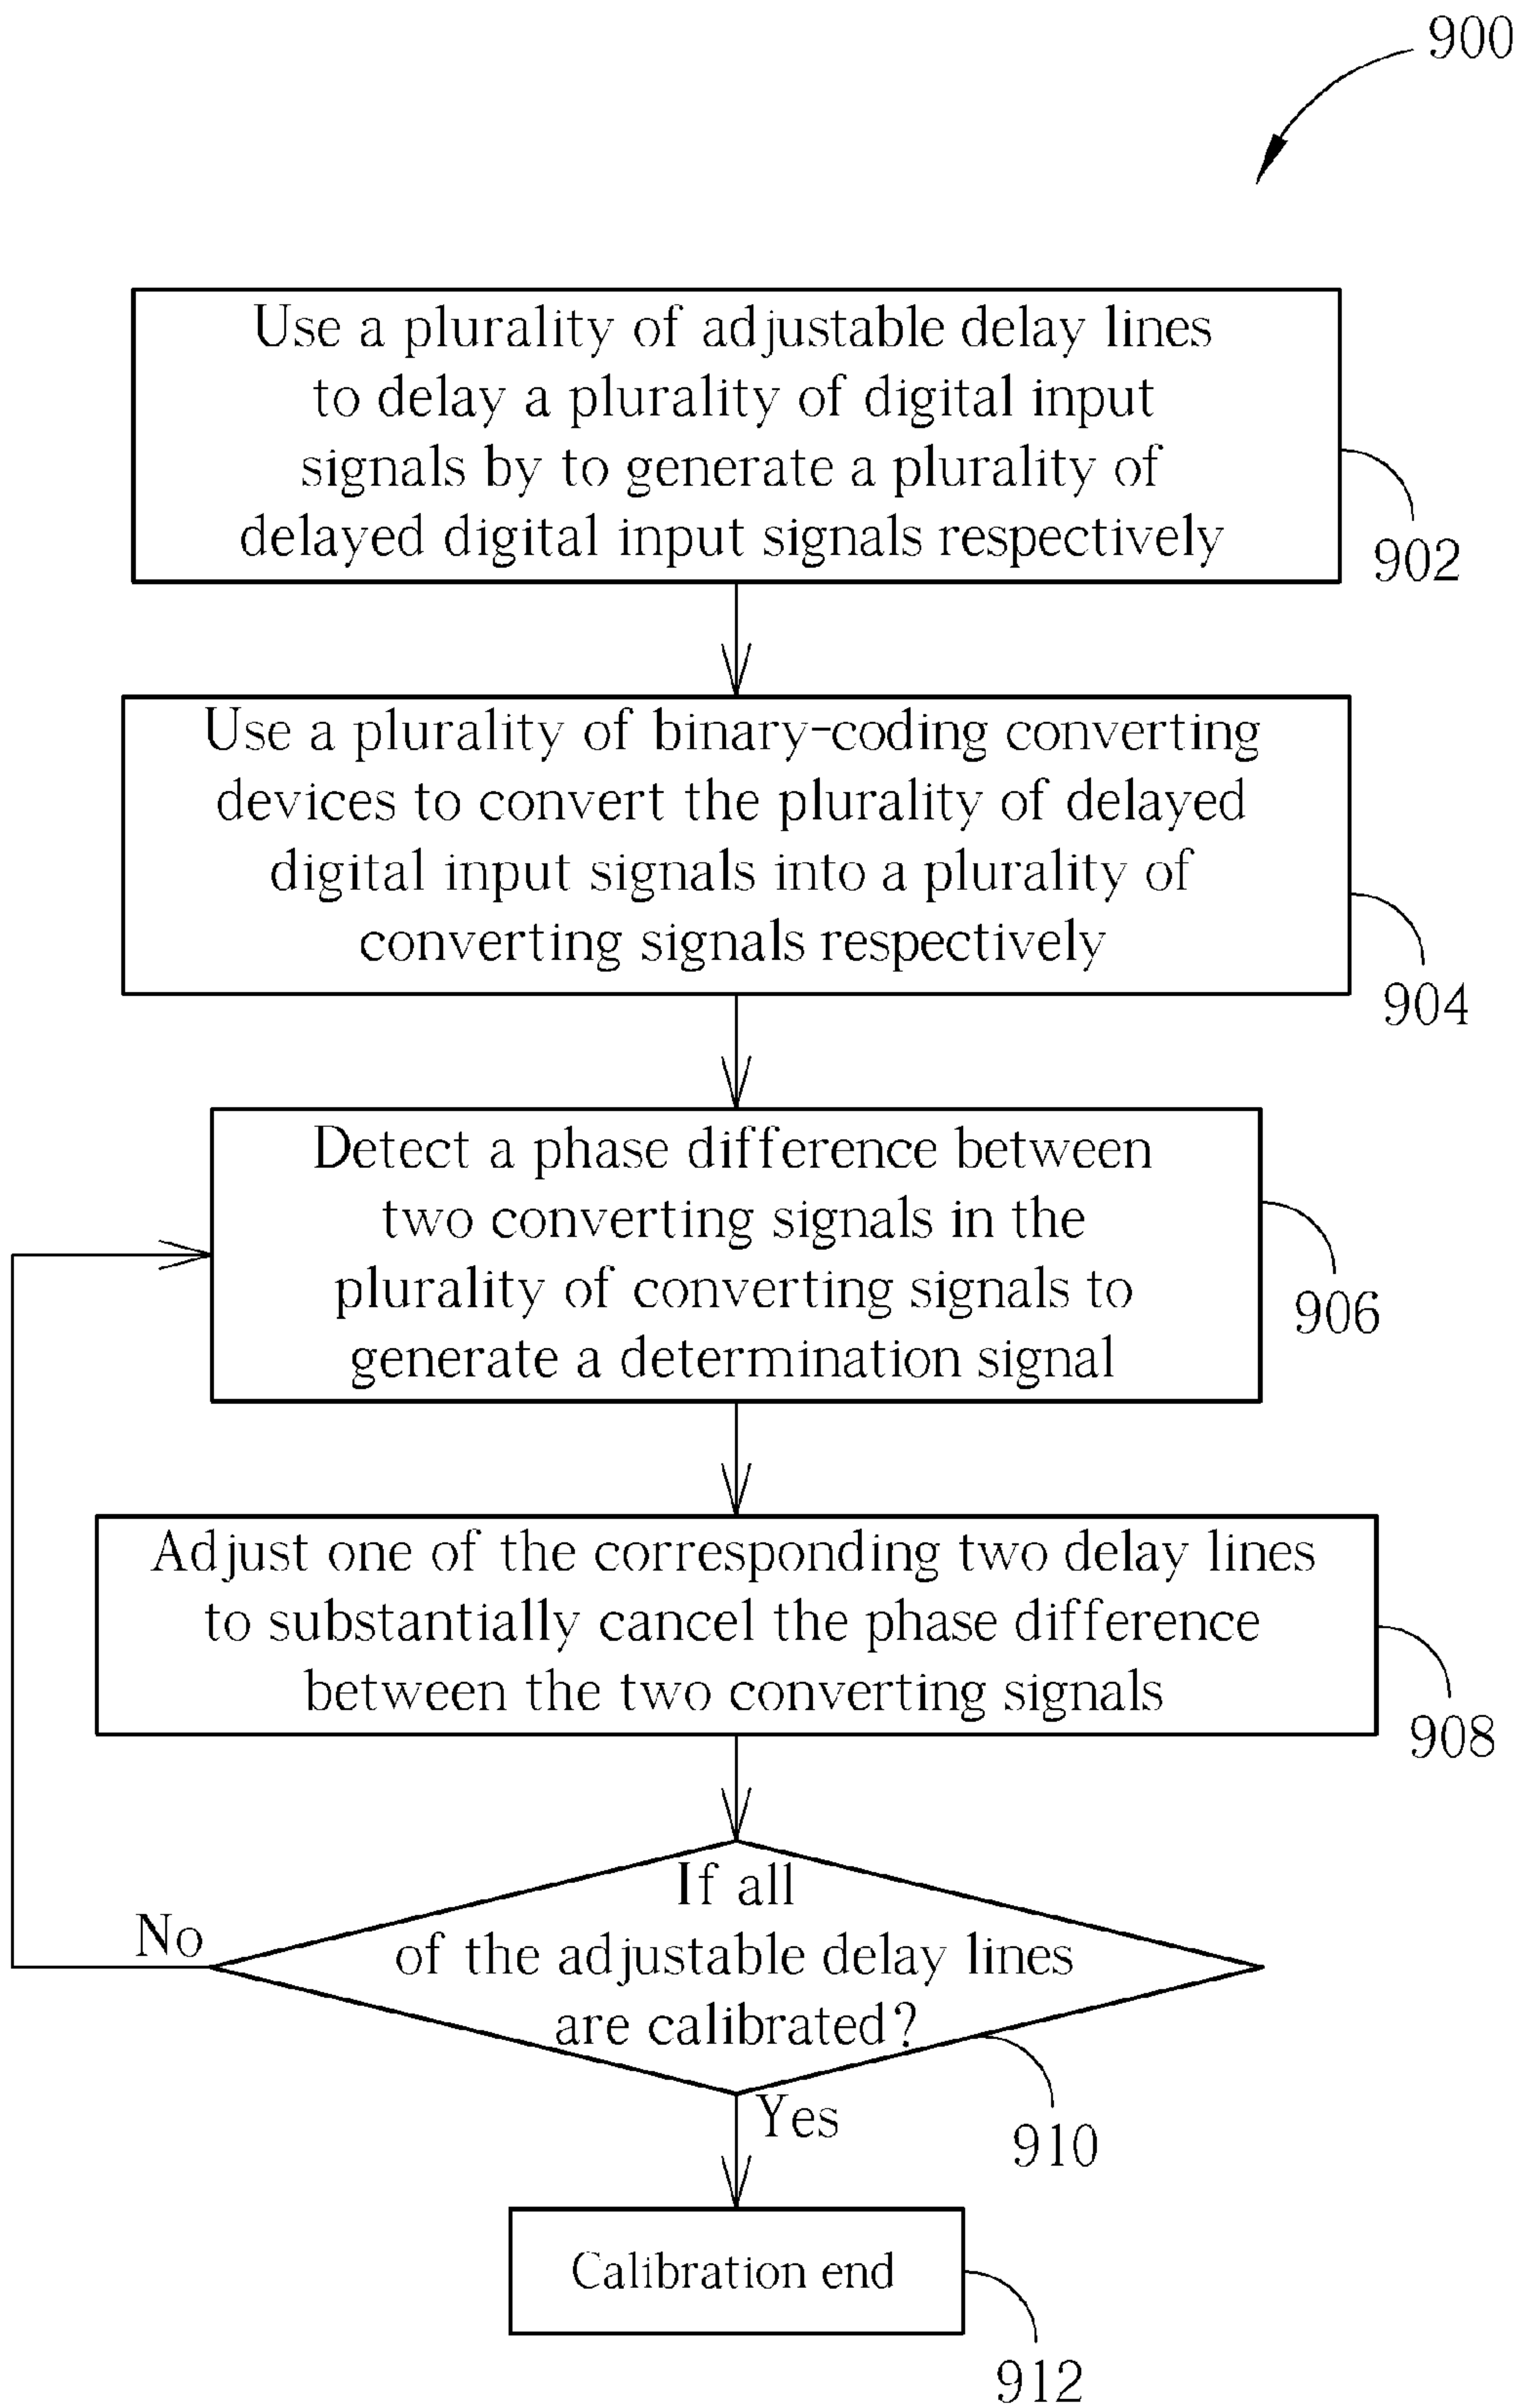 900
Use a plurality of adjustable delay lines
to delay a plurality of digital input
signals by to generate a plurality of
delayed digital input signals respectively
902
Use a plurality of binary-coding converting
devices to convert the plurality of delayed
digital input signals into a plurality of
converting signals respectively
904
Detect a phase difference between
two converting signals in the
plurality of converting signals to
generate a determination signal
906
Adjust one of the corresponding two delay lines
to substantially cancel the phase difference
between the two converting signals
908
If all
of the adjustable delay lines
are calibrated?
No
Yes
910
Calibration end
912